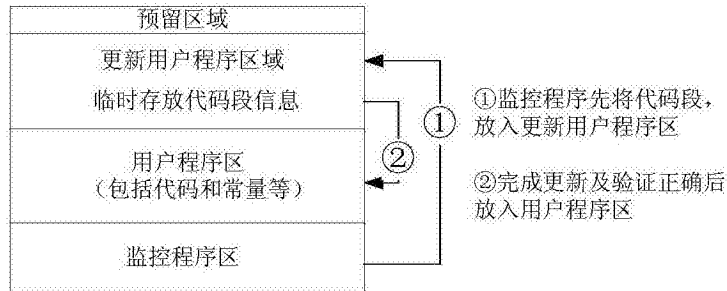 预留区域
更新用户程序区域
临时存放代码段信息
用户程序区
（包括代码和常量等）
监控程序区
①
②
①监控程序先将代码段，
放入更新用户程序区
②完成更新及验证正确后
放入用户程序区